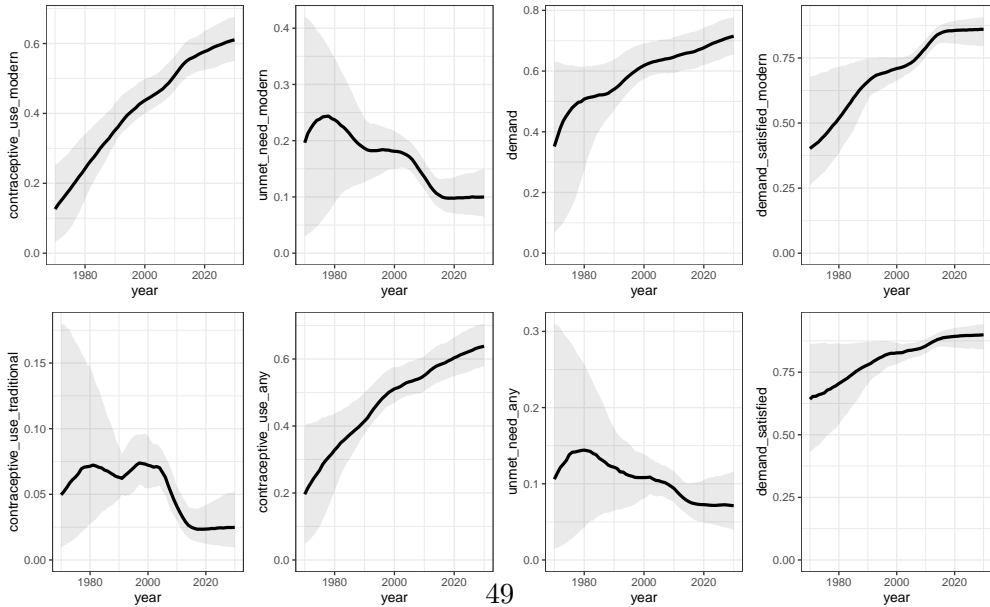 contraceptive_use_modern
0.6
0.4
0.2
0.0
1980 2000 2020
year
unmet_need_modern
0.4
0.3
0.2
0.1
0.0
1980 2000 2020
year
demand
0.8
0.6
0.4
0.2
0.0
1980 2000 2020
year
demand_satisfied_modern
0.75
0.50
0.25
0.00
1980 2000 2020
year
contraceptive_use_traditional
0.15
0.10
0.05
0.00
1980 2000 2020
year
contraceptive_use_any
0.6
0.4
0.2
0.0
1980 2000 2020
year
unmet_need_any
0.3
0.2
0.1
0.0
1980 2000 2020
year
demand_satisfied
0.75
0.50
0.25
0.00
1980 2000 2020
year
49